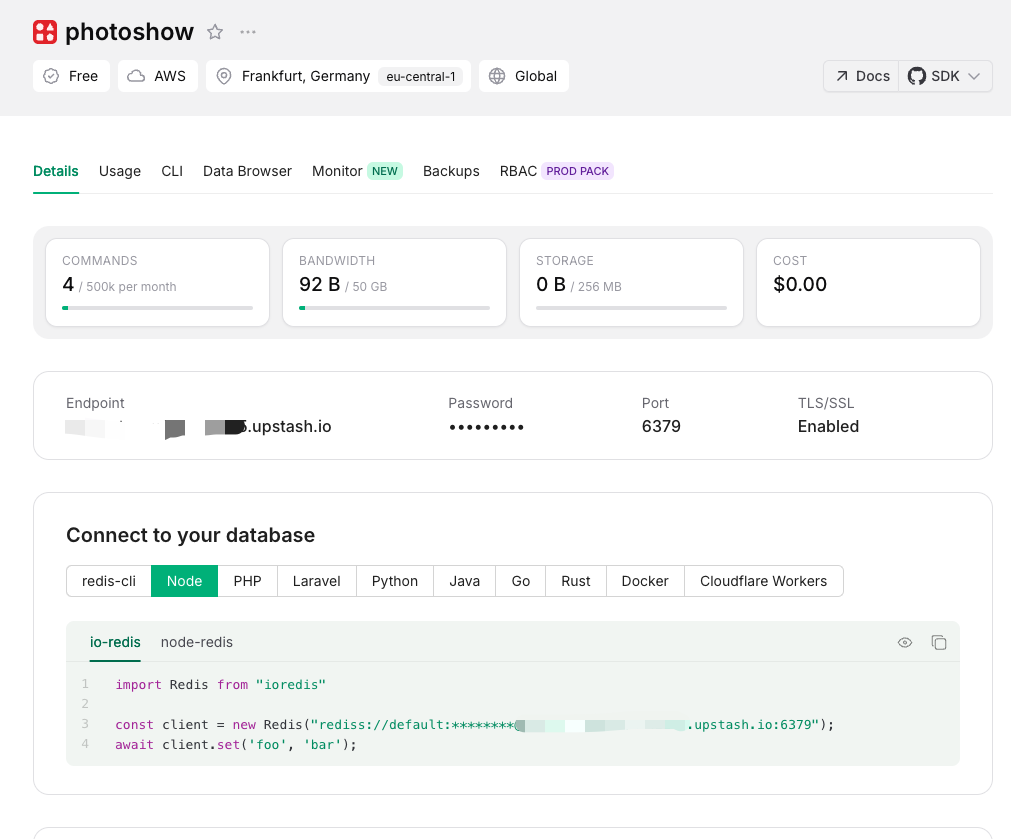 photoshow
Free AWS Frankfurt, Germany eu-central-1 Global Docs SDK
Details Usage CLI Data Browser Monitor NEW Backups RBAC PROD PACK
COMMANDS
4 / 500k per month
BANDWIDTH
92 B / 50 GB
STORAGE
0 B / 256 MB
COST
$0.00
Endpoint
.upstash.io
Password
•••••••••
Port
6379
TLS/SSL
Enabled
Connect to your database
redis-cli Node PHP Laravel Python Java Go Rust Docker Cloudflare Workers
io-redis node-redis
1 import Redis from "ioredis"
2
3 const client = new Redis("rediss://default:********.upstash.io:6379");
4 await client.set('foo', 'bar');